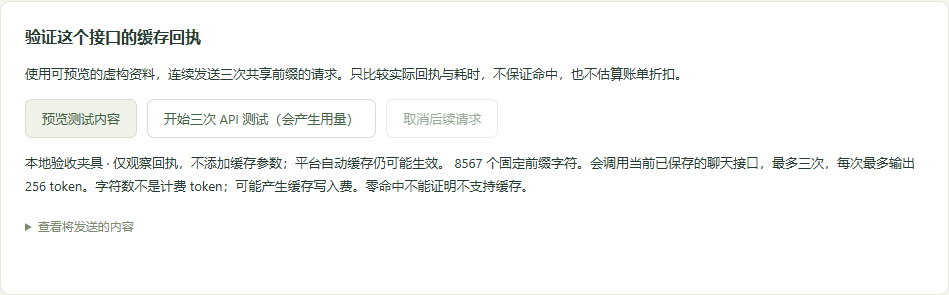 验证这个接口的缓存回执
使用可预览的虚构资料，连续发送三次共享前缀的请求。只比较实际回执与耗时，不保证命中，也不估算账单折扣。
预览测试内容
开始三次 API 测试（会产生用量）
取消后续请求
本地验收夹具 · 仅观察回执，不添加缓存参数；平台自动缓存仍可能生效。 8567 个固定前缀字符。会调用当前已保存的聊天接口，最多三次，每次最多输出
256 token。字符数不是计费 token；可能产生缓存写入费。零命中不能证明不支持缓存。
▶ 查看将发送的内容